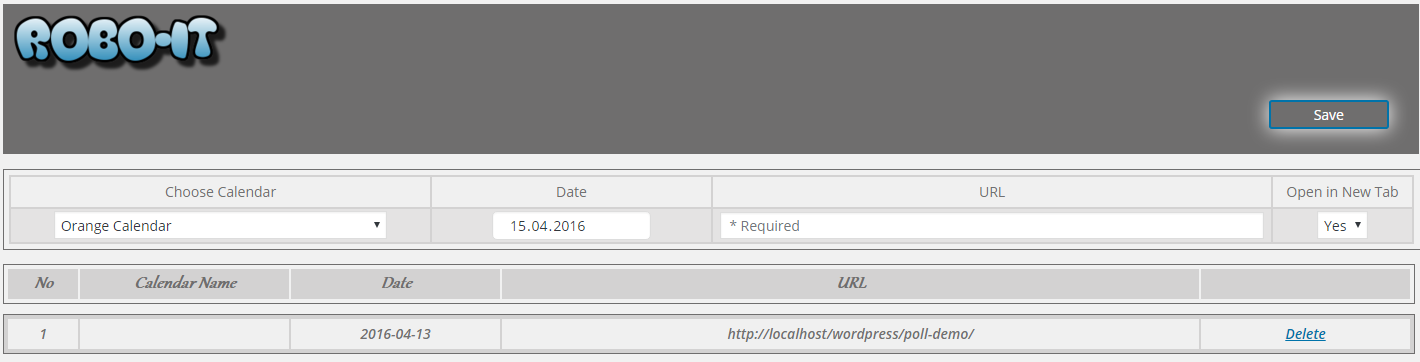 ROBO-IT
Save
Choose Calendar Date URL Open in New Tab
Orange Calendar 15.04.2016 * Required Yes
No Calendar Name Date URL
1 2016-04-13 http://localhost/wordpress/poll-demo/ Delete